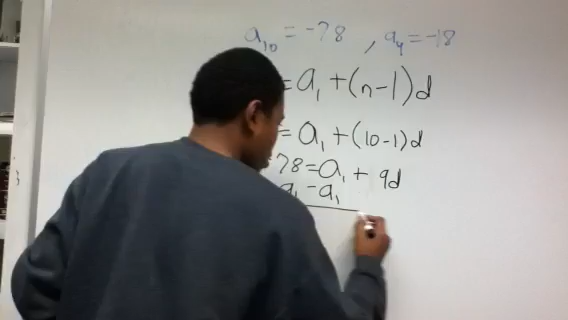 a₁₀ = -78 , a₄ = -18
= a₁ + (n-1)d
= a₁ + (10-1)d
78 = a₁ + 9d
a₁ -a₁